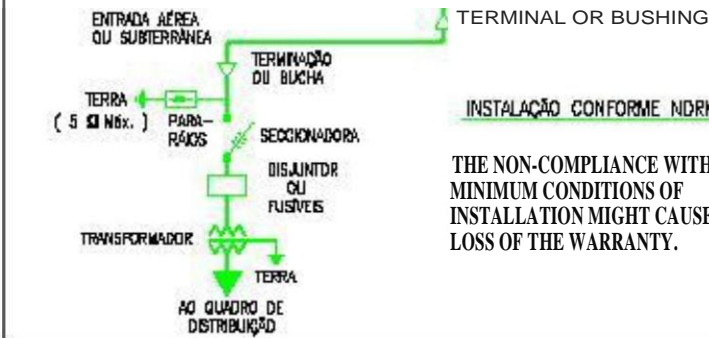 ENTRADA AÉREA
OU SUBTERRÂNEA
TERMINAL OR BUSHING
TERMINAÇÃO
OU BUCHA
TERRA
( 5 Ω Máx. )
PARA-
RAIOS
SECCIONADORA
DISJUNTOR
OU
FUSÍVEIS
TRANSFORMADOR
TERRA
AO QUADRO DE
DISTRIBUIÇÃO
INSTALAÇÃO CONFORME
THE NON-COMPLIANCE WITH
MINIMUM CONDITIONS OF
INSTALLATION MIGHT CAUSE
LOSS OF THE WARRANTY.